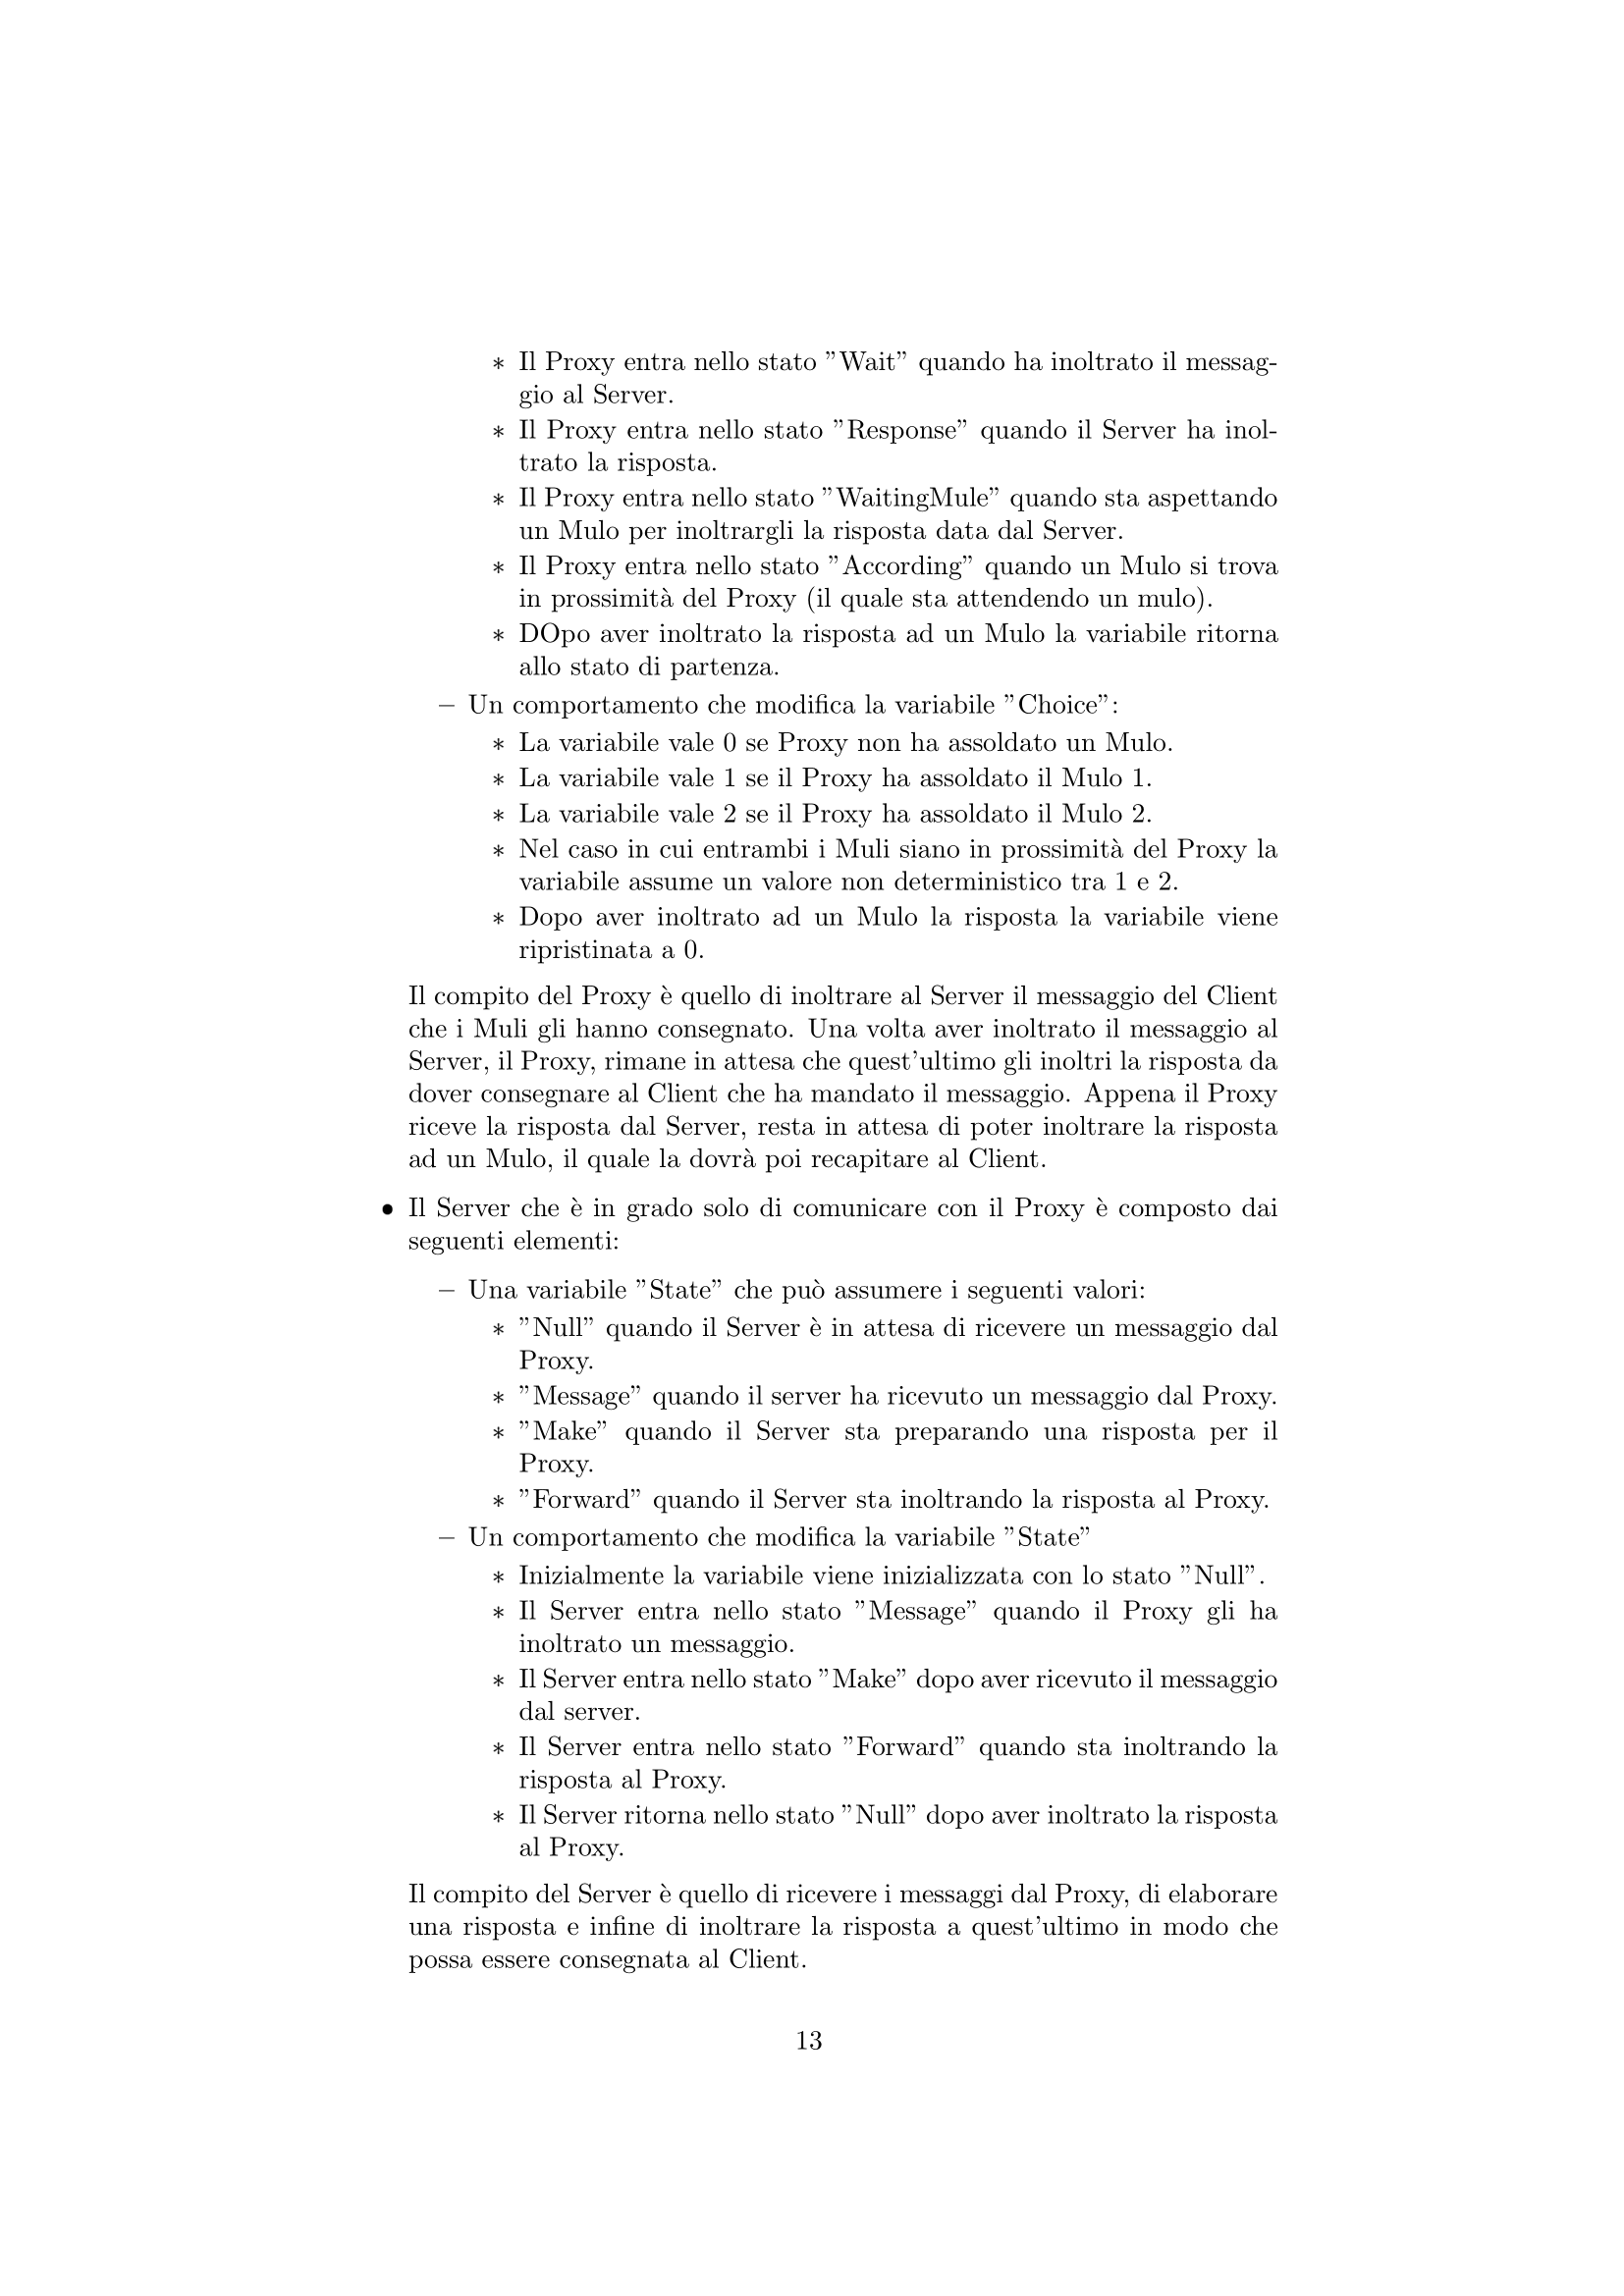 ∗ Il Proxy entra nello stato ”Wait” quando ha inoltrato il messag-
gio al Server.
∗ Il Proxy entra nello stato ”Response” quando il Server ha inol-
trato la risposta.
∗ Il Proxy entra nello stato ”WaitingMule” quando sta aspettando
un Mulo per inoltrargli la risposta data dal Server.
∗ Il Proxy entra nello stato ”According” quando un Mulo si trova
in prossimità del Proxy (il quale sta attendendo un mulo).
∗ DOpo aver inoltrato la risposta ad un Mulo la variabile ritorna
allo stato di partenza.
– Un comportamento che modifica la variabile ”Choice”:
∗ La variabile vale 0 se Proxy non ha assoldato un Mulo.
∗ La variabile vale 1 se il Proxy ha assoldato il Mulo 1.
∗ La variabile vale 2 se il Proxy ha assoldato il Mulo 2.
∗ Nel caso in cui entrambi i Muli siano in prossimità del Proxy la
variabile assume un valore non deterministico tra 1 e 2.
∗ Dopo aver inoltrato ad un Mulo la risposta la variabile viene
ripristinata a 0.
Il compito del Proxy è quello di inoltrare al Server il messaggio del Client
che i Muli gli hanno consegnato. Una volta aver inoltrato il messaggio al
Server, il Proxy, rimane in attesa che quest’ultimo gli inoltri la risposta da
dover consegnare al Client che ha mandato il messaggio. Appena il Proxy
riceve la risposta dal Server, resta in attesa di poter inoltrare la risposta
ad un Mulo, il quale la dovrà poi recapitare al Client.
• Il Server che è in grado solo di comunicare con il Proxy è composto dai
seguenti elementi:
– Una variabile ”State” che può assumere i seguenti valori:
∗ ”Null” quando il Server è in attesa di ricevere un messaggio dal
Proxy.
∗ ”Message” quando il server ha ricevuto un messaggio dal Proxy.
∗ ”Make” quando il Server sta preparando una risposta per il
Proxy.
∗ ”Forward” quando il Server sta inoltrando la risposta al Proxy.
– Un comportamento che modifica la variabile ”State”
∗ Inizialmente la variabile viene inizializzata con lo stato ”Null”.
∗ Il Server entra nello stato ”Message” quando il Proxy gli ha
inoltrato un messaggio.
∗ Il Server entra nello stato ”Make” dopo aver ricevuto il messaggio
dal server.
∗ Il Server entra nello stato ”Forward” quando sta inoltrando la
risposta al Proxy.
∗ Il Server ritorna nello stato ”Null” dopo aver inoltrato la risposta
al Proxy.
Il compito del Server è quello di ricevere i messaggi dal Proxy, di elaborare
una risposta e infine di inoltrare la risposta a quest’ultimo in modo che
possa essere consegnata al Client.
13